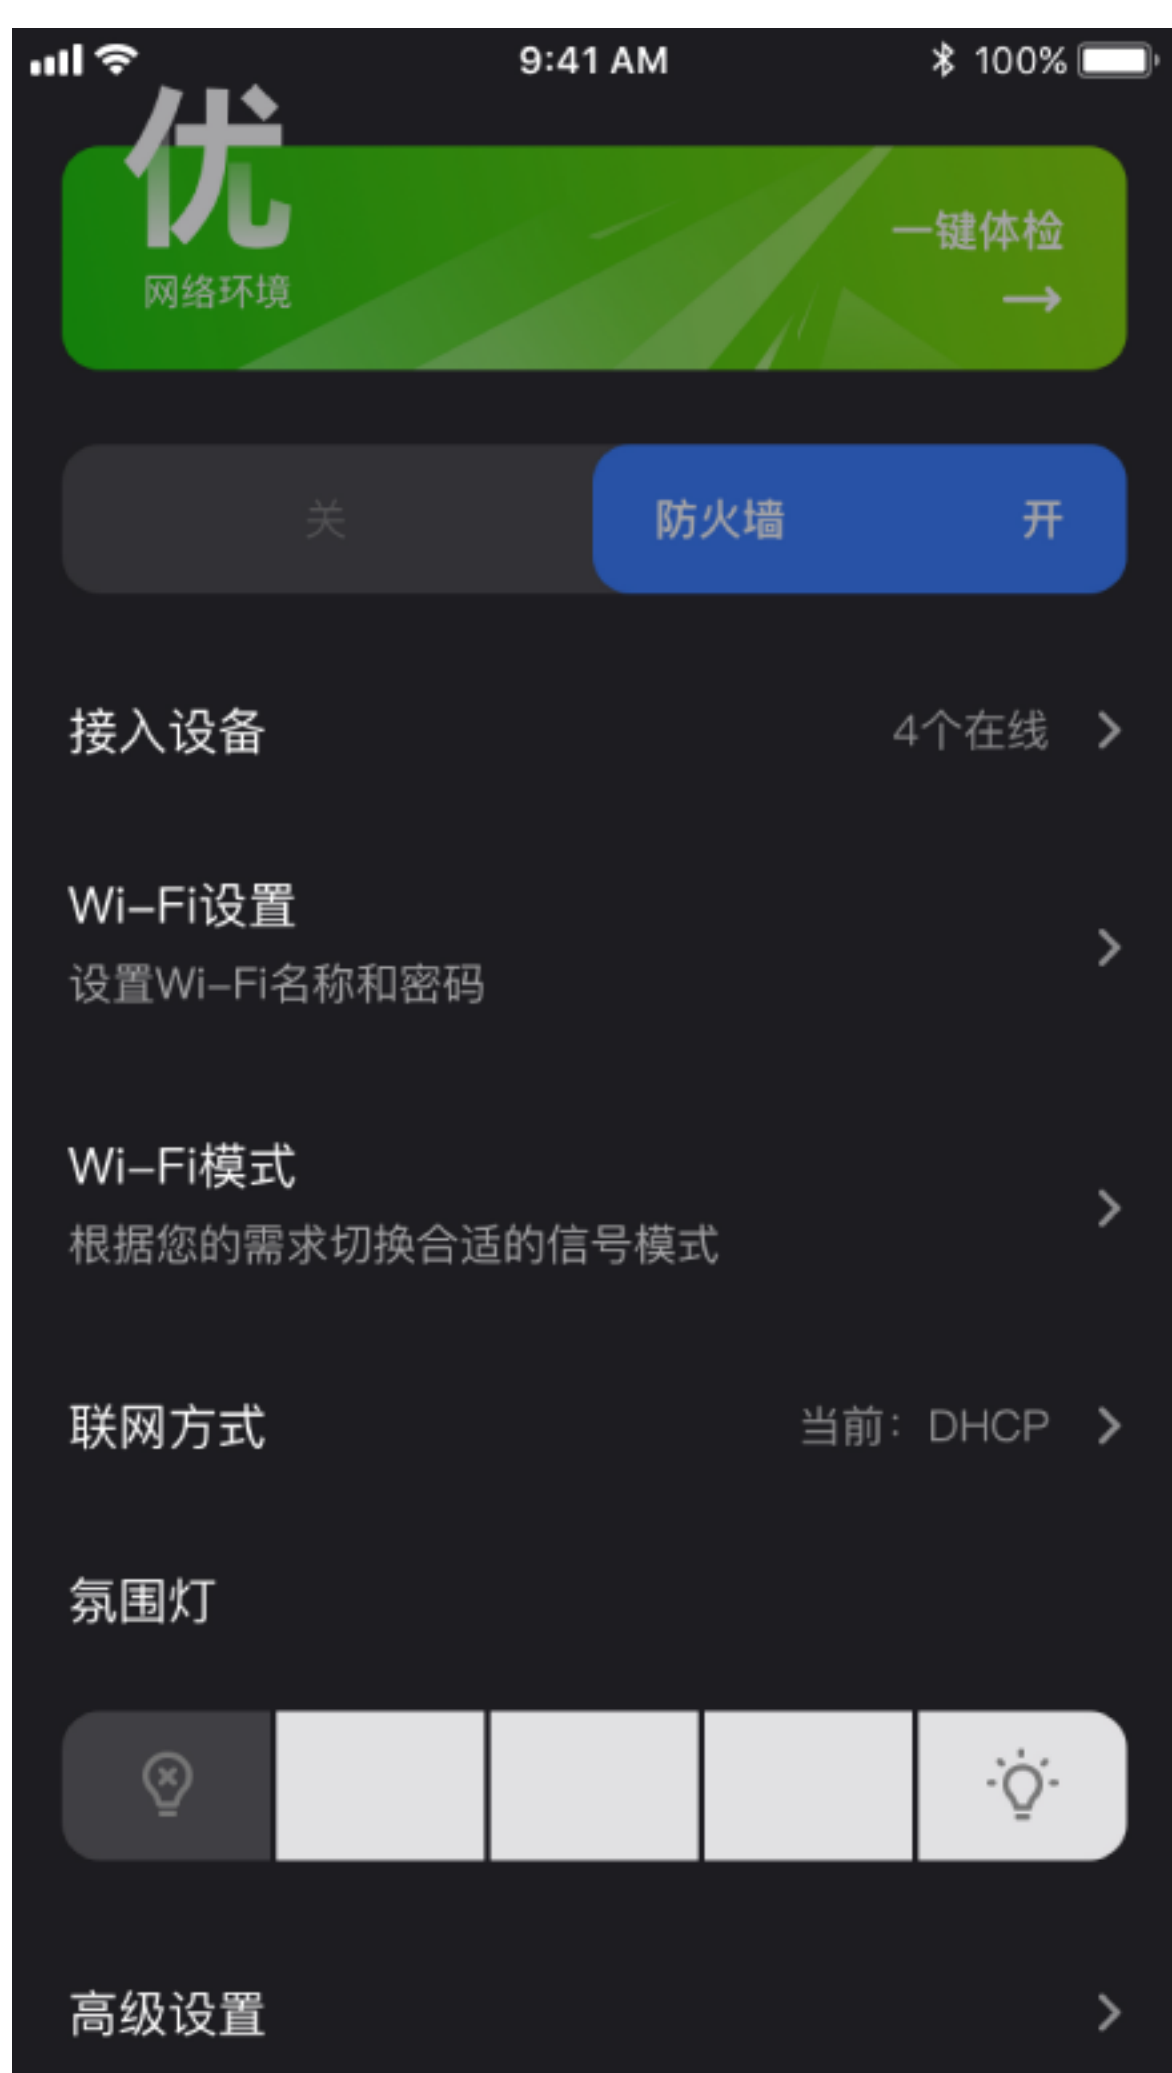 9:41 AM
100%
优
网络环境
一键体检
关
防火墙
开
接入设备
4个在线
Wi-Fi设置
设置Wi-Fi名称和密码
Wi-Fi模式
根据您的需求切换合适的信号模式
联网方式
当前：DHCP
氛围灯
高级设置